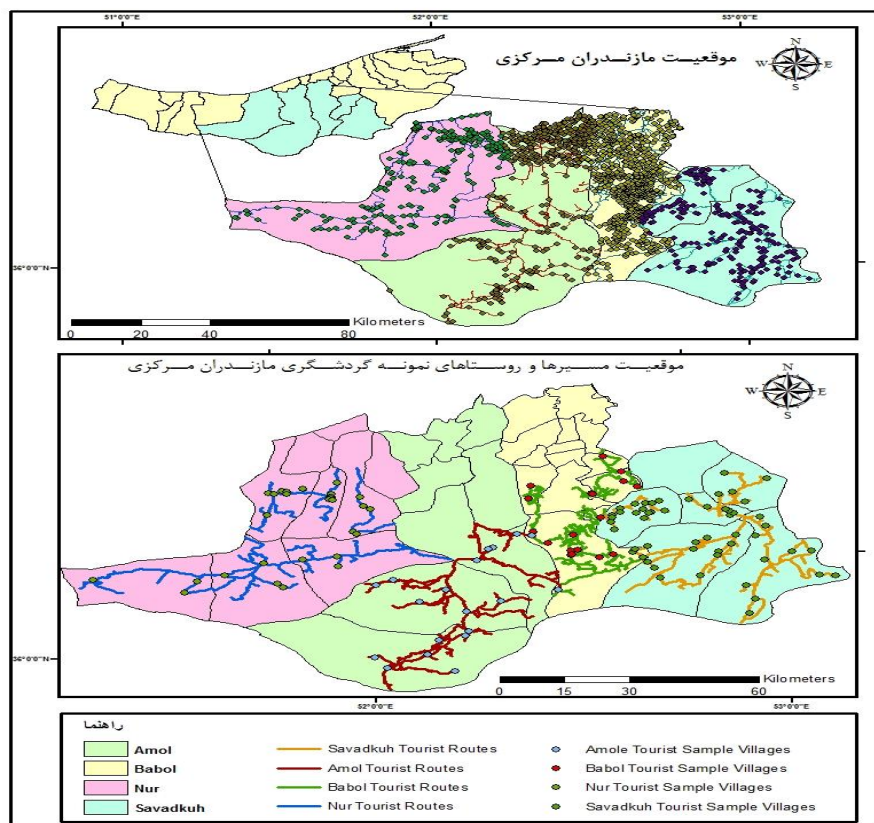 51°0'0"E 52°0'0"E 53°0'0"E
موقعیت مازندران مرکزی
N
W E
S
36°0'0"N
Kilometers
0 20 40 80
موقعیت مسیرها و روستاهای نمونه گردشگری مازندران مرکزی
N
W E
S
36°0'0"N
Kilometers
0 15 30 60
52°0'0"E 53°0'0"E
راهنما
Amol
Babol
Nur
Savadkuh
Savadkuh Tourist Routes
Amol Tourist Routes
Babol Tourist Routes
Nur Tourist Routes
Amole Tourist Sample Villages
Babol Tourist Sample Villages
Nur Tourist Sample Villages
Savadkuh Tourist Sample Villages